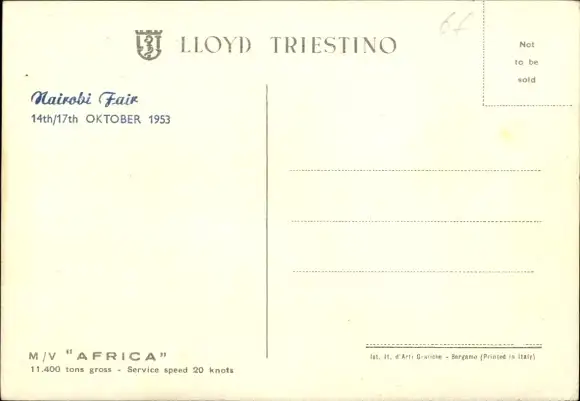 6f
LLOYD TRIESTINO
Not
to be
sold
Nairobi Fair
14th/17th OKTOBER 1953
M/V "AFRICA"
11.400 tons gross - Service speed 20 knots
Ist. It. d'Arti Grafiche - Bergamo (Printed in Italy)